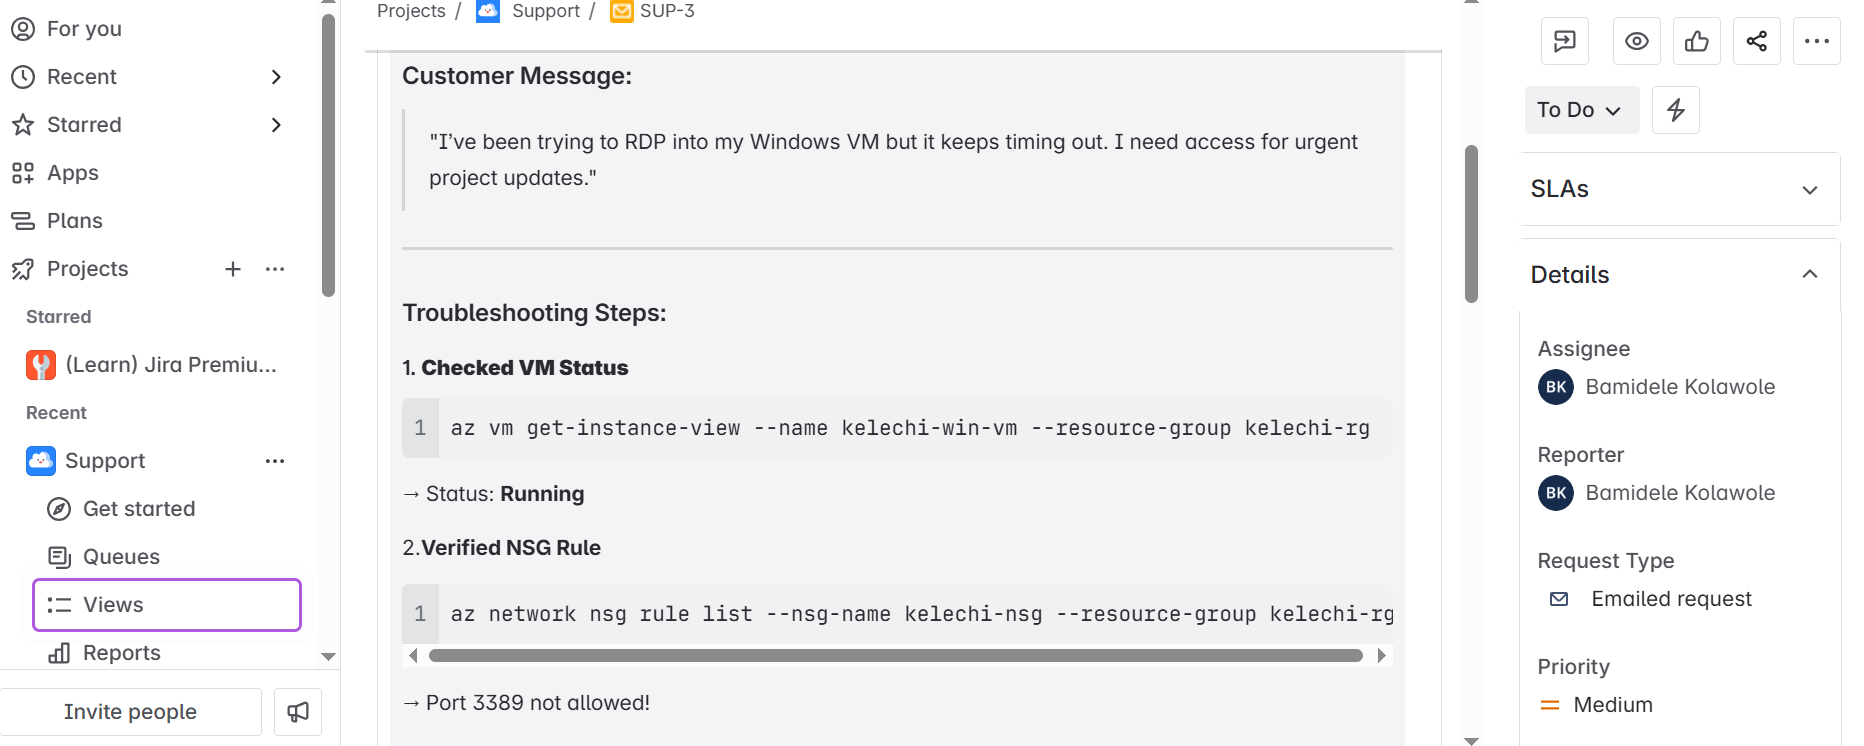 For you
Recent
Starred
Apps
Plans
Projects
Starred
(Learn) Jira Premiu...
Recent
Support
Get started
Queues
Views
Reports
Invite people
Projects / Support / SUP-3
Customer Message:
"I’ve been trying to RDP into my Windows VM but it keeps timing out. I need access for urgent
project updates."
Troubleshooting Steps:
1. Checked VM Status
1 az vm get-instance-view --name kelechi-win-vm --resource-group kelechi-rg
→ Status: Running
2.Verified NSG Rule
1 az network nsg rule list --nsg-name kelechi-nsg --resource-group kelechi-rg
→ Port 3389 not allowed!
To Do
SLAs
Details
Assignee
BK Bamidele Kolawole
Reporter
BK Bamidele Kolawole
Request Type
Emailed request
Priority
Medium